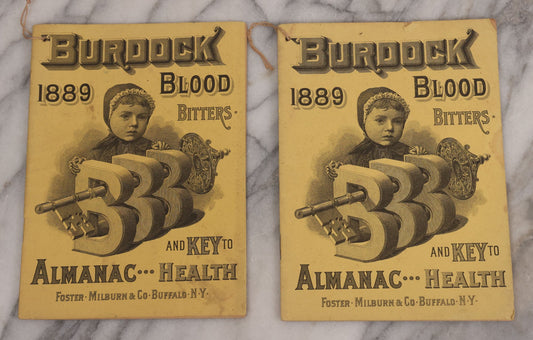 BURDOCK
1889 BLOOD
BITTERS
BBB
AND KEY TO
ALMANAC... HEALTH
FOSTER · MILBURN & CO · BUFFALO · N · Y ·
BURDOCK
1889 BLOOD
BITTERS
BBB
AND KEY TO
ALMANAC... HEALTH
FOSTER · MILBURN & CO · BUFFALO · N · Y ·